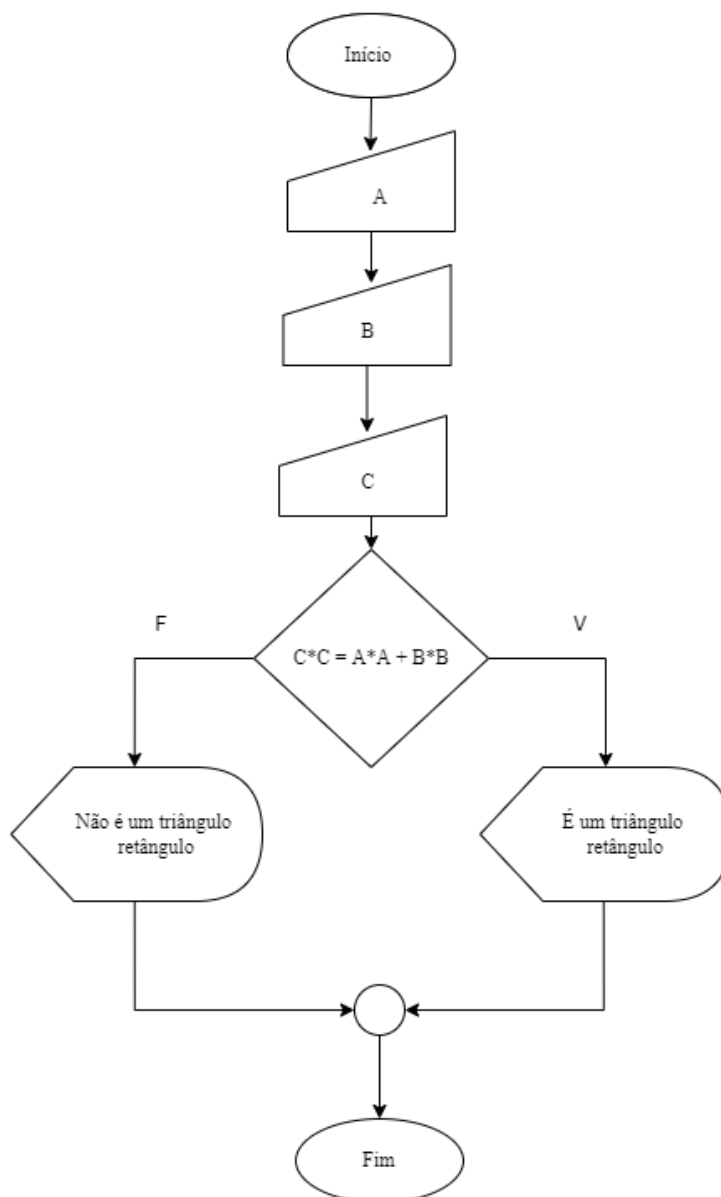 Início
A
B
C
F
V
C*C = A*A + B*B
Não é um triângulo
retângulo
É um triângulo
retângulo
Fim